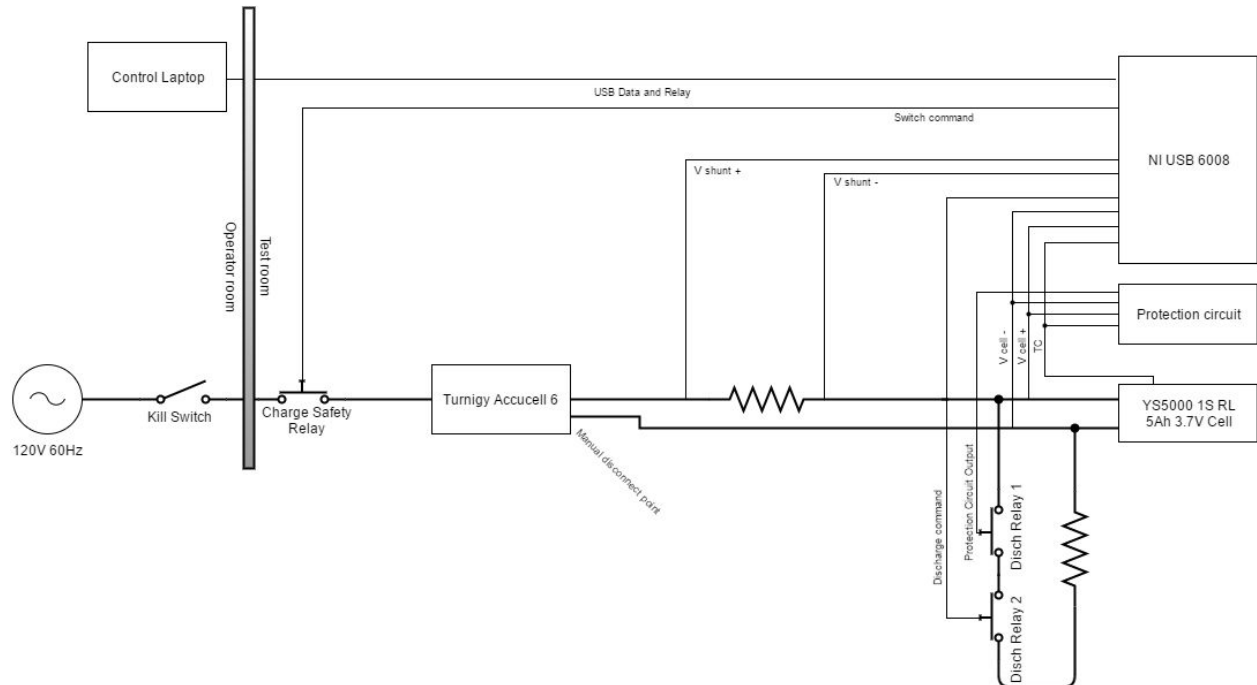 Control Laptop
USB Data and Relay
Switch command
NI USB 6008
V shunt +
V shunt -
Operator room
Test room
Protection circuit
V cell -
V cell +
TC
120V 60Hz
Kill Switch
Charge Safety
Relay
Turnigy Accucell 6
Manual disconnect point
YS5000 1S RL
5Ah 3.7V Cell
Discharge command
Protection Circuit Output
Disch Relay 1
Disch Relay 2